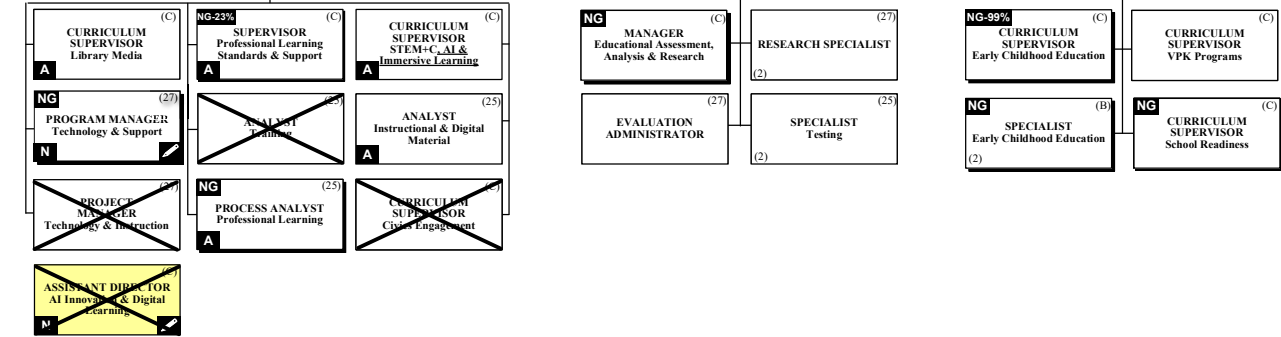 (C)
CURRICULUM
SUPERVISOR
Library Media
A
NG-23%
(C)
SUPERVISOR
Professional Learning
Standards & Support
A
(C)
CURRICULUM
SUPERVISOR
STEM+C, AI &
Immersive Learning
A
NG
(27)
PROGRAM MANAGER
Technology & Support
N
(25)
ANALYST
Training
(25)
ANALYST
Instructional & Digital
Material
A
(27)
PROJECT
MANAGER
Technology & Instruction
NG
(25)
PROCESS ANALYST
Professional Learning
A
(C)
CURRICULUM
SUPERVISOR
Civics Engagement
(C)
ASSISTANT DIRECTOR
AI Innovation & Digital
Learning
N
NG
(C)
MANAGER
Educational Assessment,
Analysis & Research
(27)
RESEARCH SPECIALIST
(2)
(27)
EVALUATION
ADMINISTRATOR
(25)
SPECIALIST
Testing
(2)
NG-99%
(C)
CURRICULUM
SUPERVISOR
Early Childhood Education
(C)
CURRICULUM
SUPERVISOR
VPK Programs
NG
(B)
SPECIALIST
Early Childhood Education
(2)
NG
(C)
CURRICULUM
SUPERVISOR
School Readiness